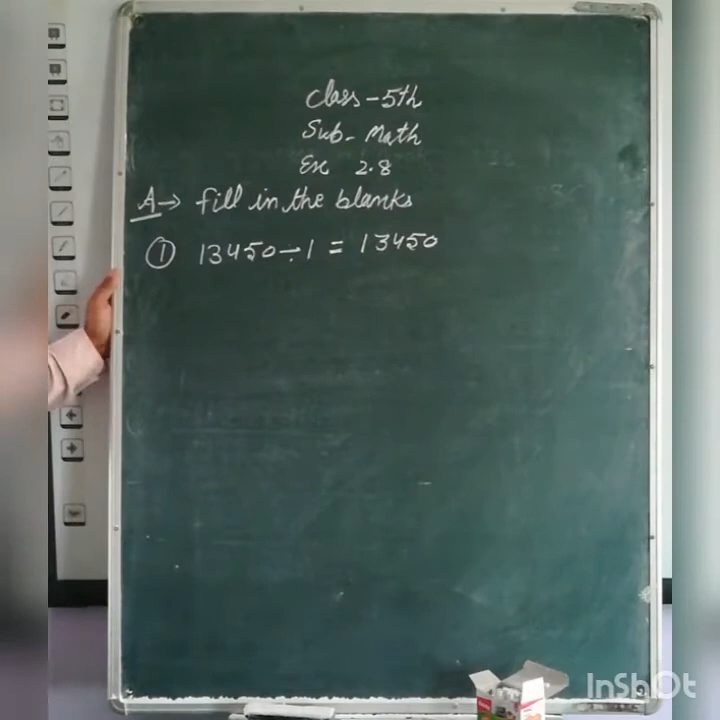 Class - 5th
Sub - Math
Ex 2.8
A → fill in the blanks
① 13450 ÷ 1 = 13450
InShOt